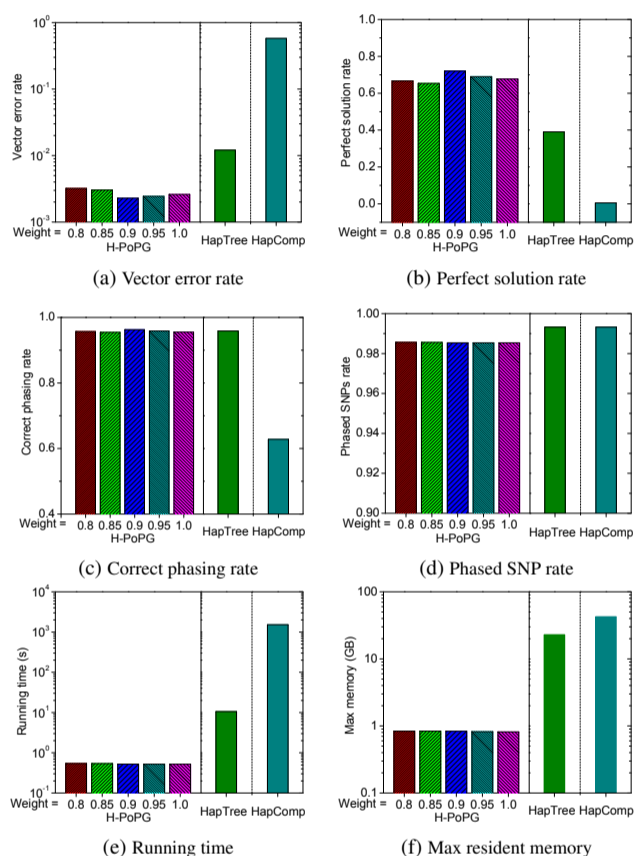 10^0
10^-1
10^-2
10^-3
Vector error rate
Weight = 0.8 0.85 0.9 0.95 1.0 HapTree HapComp
H-PoPG
(a) Vector error rate
1.0
0.8
0.6
0.4
0.2
0.0
Perfect solution rate
Weight = 0.8 0.85 0.9 0.95 1.0 HapTree HapComp
H-PoPG
(b) Perfect solution rate
1.0
0.8
0.6
0.4
Correct phasing rate
Weight = 0.8 0.85 0.9 0.95 1.0 HapTree HapComp
H-PoPG
(c) Correct phasing rate
1.00
0.98
0.96
0.94
0.92
0.90
Phased SNPs rate
Weight = 0.8 0.85 0.9 0.95 1.0 HapTree HapComp
H-PoPG
(d) Phased SNP rate
10^4
10^3
10^2
10^1
10^0
10^-1
Running time (s)
Weight = 0.8 0.85 0.9 0.95 1.0 HapTree HapComp
H-PoPG
(e) Running time
100
10
1
0.1
Max memory (GB)
Weight = 0.8 0.85 0.9 0.95 1.0 HapTree HapComp
H-PoPG
(f) Max resident memory